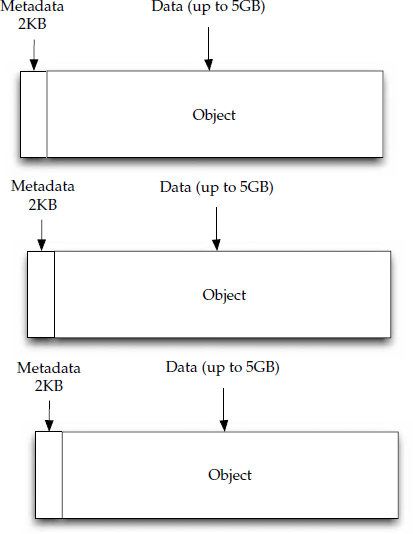 Metadata
2KB
Data (up to 5GB)
Object
Metadata
2KB
Data (up to 5GB)
Object
Metadata
2KB
Data (up to 5GB)
Object